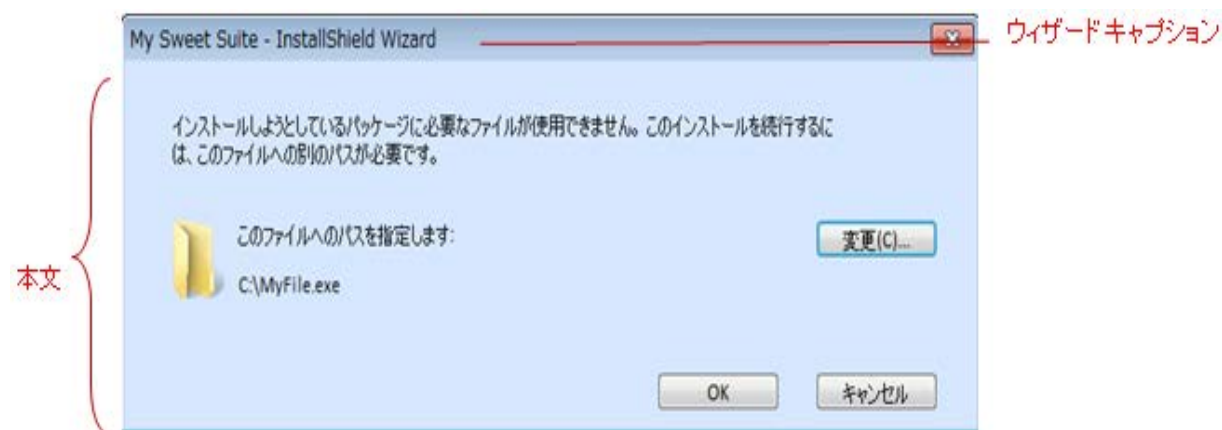 My Sweet Suite - InstallShield Wizard
ウィザード キャプション
インストールしようとしているパッケージに必要なファイルが使用できません。このインストールを続行するに
は、このファイルへの別のパスが必要です。
このファイルへのパスを指定します:
変更(C)...
本文
C:\MyFile.exe
OK
キャンセル